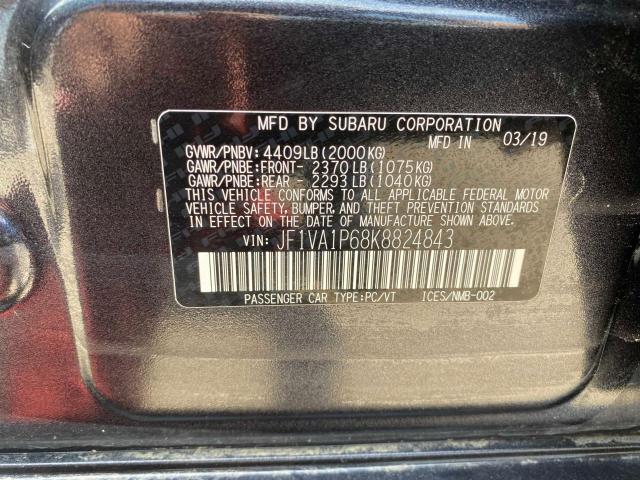 MFD BY SUBARU CORPORATION
MFD IN 03/19
GVWR/PNBV: 4409LB(2000KG)
GAWR/PNBE:FRONT- 2370LB(1075KG)
GAWR/PNBE:REAR - 2293LB(1040KG)
THIS VEHICLE CONFORMS TO ALL APPLICABLE FEDERAL MOTOR
VEHICLE SAFETY, BUMPER, AND THEFT PREVENTION STANDARDS
IN EFFECT ON THE DATE OF MANUFACTURE SHOWN ABOVE.
VIN: JF1VA1P68K8824843
PASSENGER CAR TYPE:PC/VT ICES/NMB-002